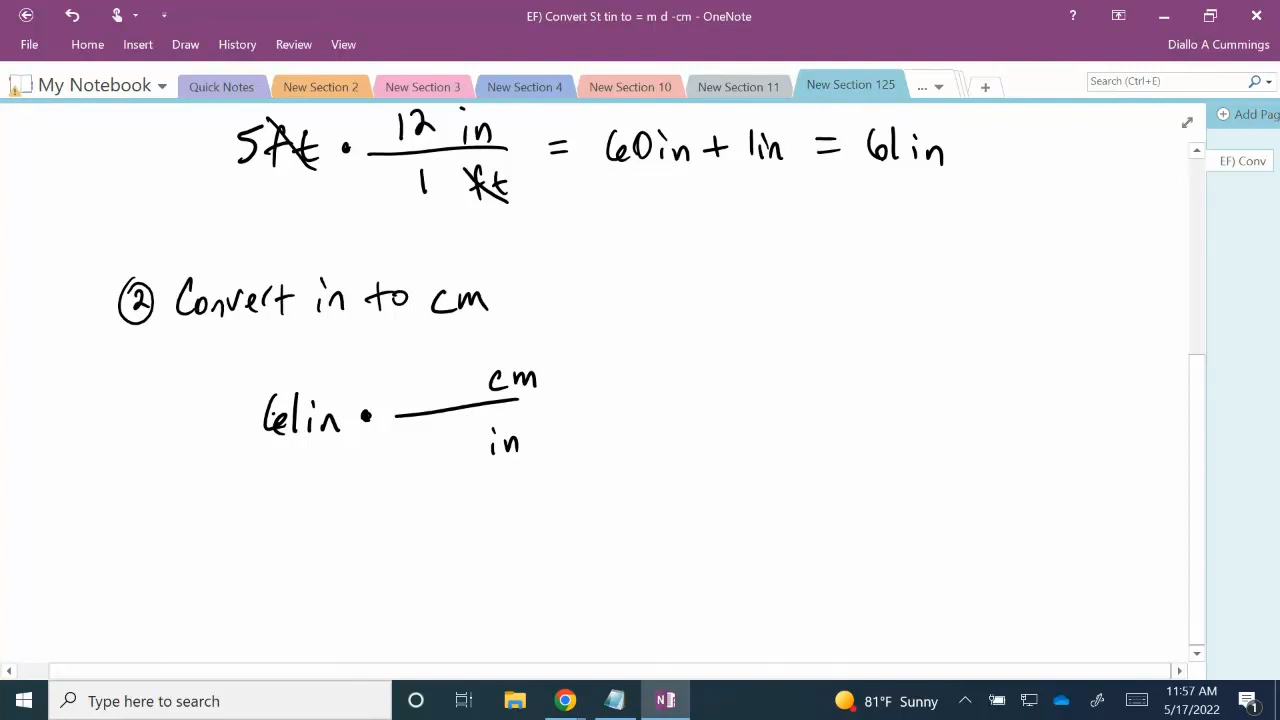 EF) Convert St tin to = m d -cm - OneNote
File Home Insert Draw History Review View
Diallo A Cummings
My Notebook Quick Notes New Section 2 New Section 3 New Section 4 New Section 10 New Section 11 New Section 125 ... Search (Ctrl+E)
Add Pag
EF) Conv
5ft · 12 in / 1 ft = 60in + 1in = 61in
② Convert in to cm
61in · cm / in
Type here to search
81°F Sunny
11:57 AM
5/17/2022
1